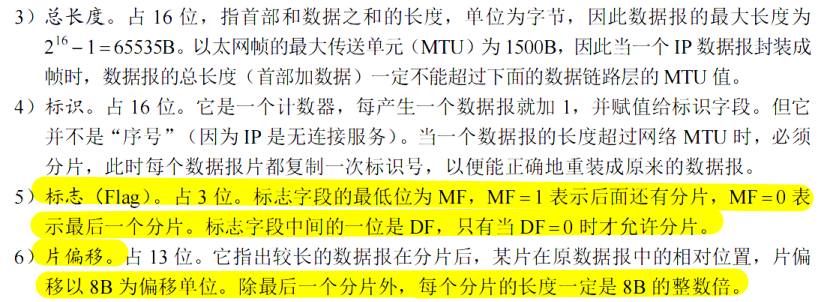 3）总长度。占 16 位，指首部和数据之和的长度，单位为字节，因此数据报的最大长度为
2¹⁶ − 1 = 65535B。以太网帧的最大传送单元（MTU）为 1500B，因此当一个 IP 数据报封装成
帧时，数据报的总长度（首部加数据）一定不能超过下面的数据链路层的 MTU 值。
4）标识。占 16 位。它是一个计数器，每产生一个数据报就加 1，并赋值给标识字段。但它
并不是“序号”（因为 IP 是无连接服务）。当一个数据报的长度超过网络 MTU 时，必须
分片，此时每个数据报片都复制一次标识号，以便能正确地重装成原来的数据报。
5）标志（Flag）。占 3 位。标志字段的最低位为 MF，MF = 1 表示后面还有分片，MF = 0 表
示最后一个分片。标志字段中间的一位是 DF，只有当 DF = 0 时才允许分片。
6）片偏移。占 13 位。它指出较长的数据报在分片后，某片在原数据报中的相对位置，片偏
移以 8B 为偏移单位。除最后一个分片外，每个分片的长度一定是 8B 的整数倍。